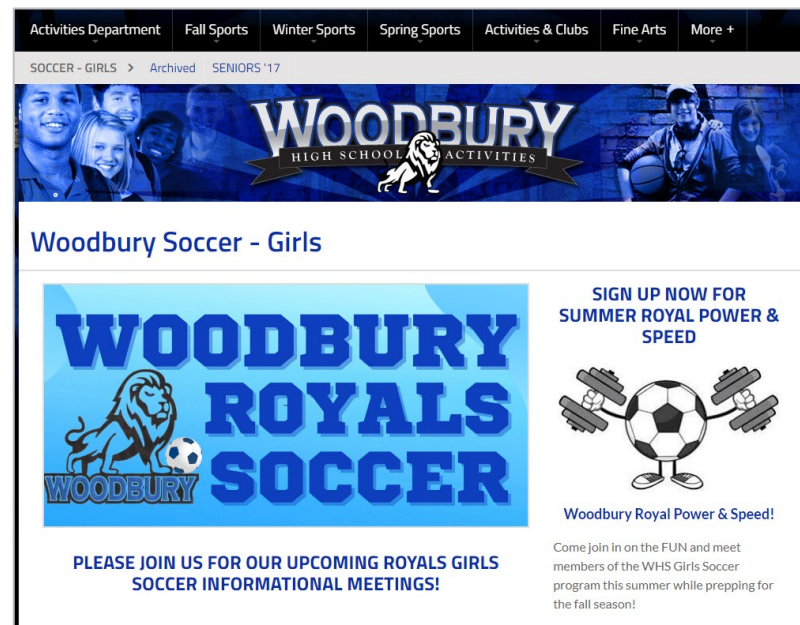 Activities Department Fall Sports Winter Sports Spring Sports Activities & Clubs Fine Arts More +
SOCCER - GIRLS > Archived SENIORS '17
WOODBURY
HIGH SCHOOL ACTIVITIES
Woodbury Soccer - Girls
WOODBURY
ROYALS
SOCCER
WOODBURY
PLEASE JOIN US FOR OUR UPCOMING ROYALS GIRLS
SOCCER INFORMATIONAL MEETINGS!
SIGN UP NOW FOR
SUMMER ROYAL POWER &
SPEED
Woodbury Royal Power & Speed!
Come join in on the FUN and meet
members of the WHS Girls Soccer
program this summer while prepping for
the fall season!